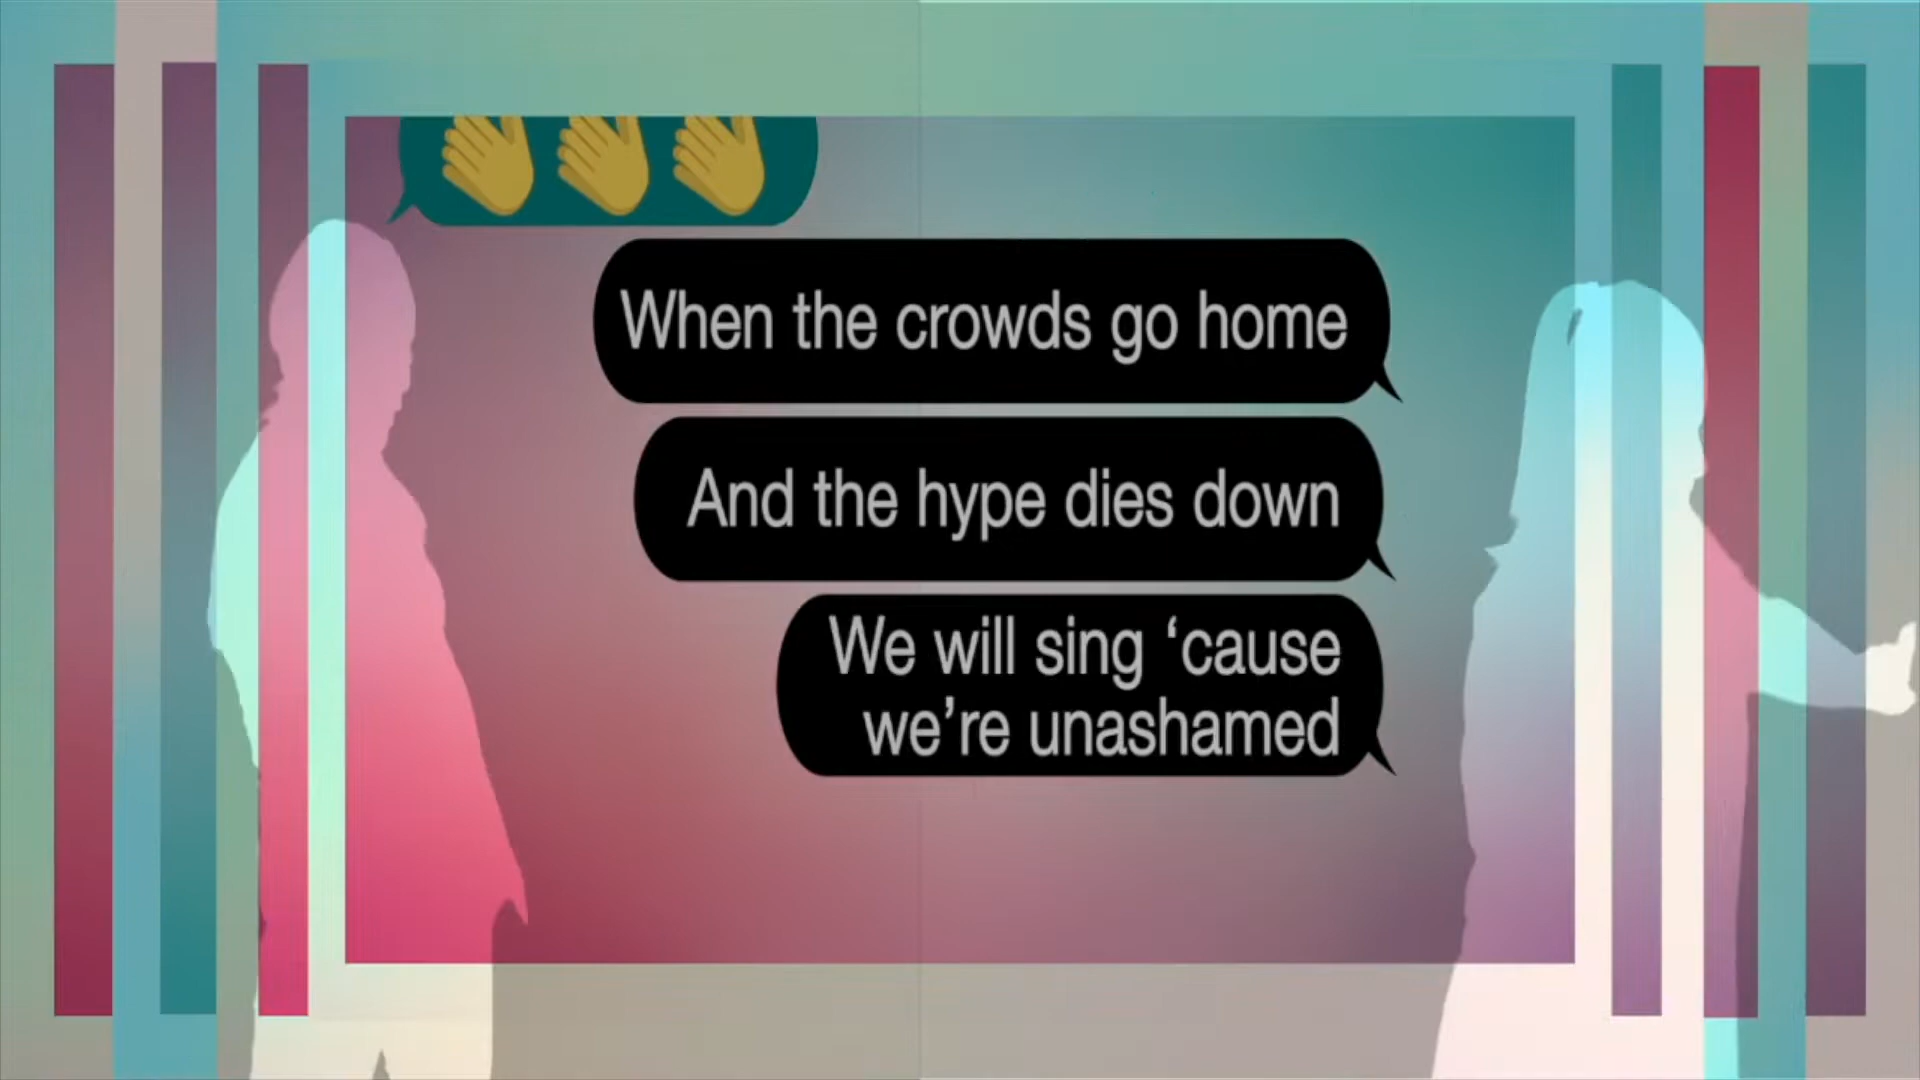 When the crowds go home
And the hype dies down
We will sing ‘cause
we’re unashamed